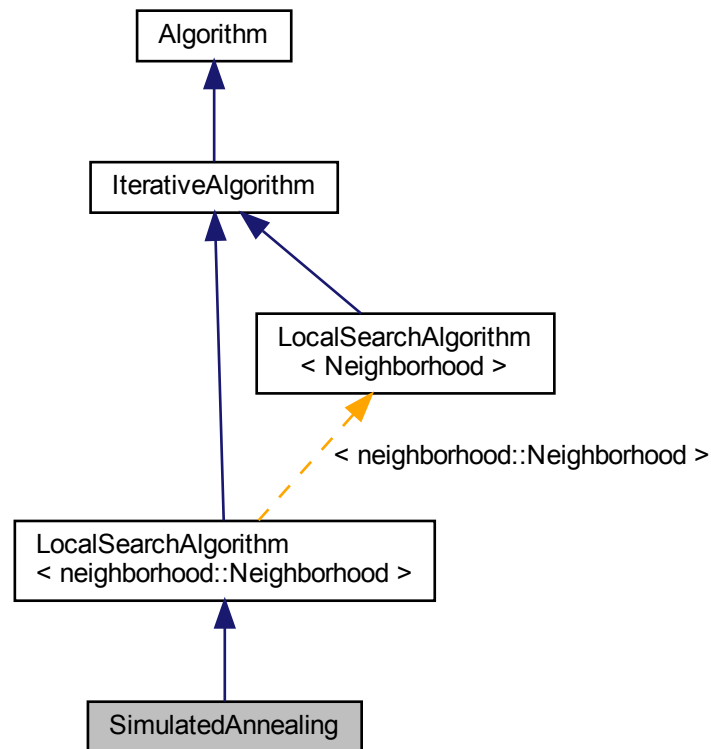 Algorithm
IterativeAlgorithm
LocalSearchAlgorithm
< Neighborhood >
< neighborhood::Neighborhood >
LocalSearchAlgorithm
< neighborhood::Neighborhood >
SimulatedAnnealing